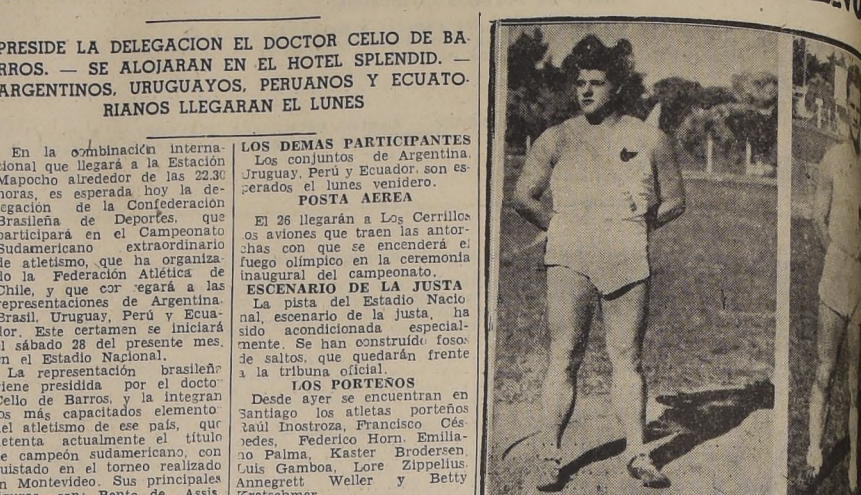 PRESIDE LA DELEGACION EL DOCTOR CELIO DE BA-
RROS. — SE ALOJARAN EN EL HOTEL SPLENDID. —
ARGENTINOS, URUGUAYOS, PERUANOS Y ECUATO-
RIANOS LLEGARAN EL LUNES
En la combinación interna-
cional que llegará a la Estación
Mapocho alrededor de las 22.30
horas, es esperada hoy la de-
legación de la Confederación
Brasileña de Deportes, que
participará en el Campeonato
Sudamericano extraordinario
de atletismo, que ha organiza-
do la Federación Atlética de
Chile, y que cor regará a las
representaciones de Argentina,
Brasil, Uruguay, Perú y Ecua-
dor. Este certamen se iniciará
el sábado 28 del presente mes,
en el Estadio Nacional.
La representación brasileña
viene presidida por el docto
Celio de Barros, y la integran
los más capacitados elemento
del atletismo de ese país, que
detenta actualmente el título
de campeón sudamericano, con
quistado en el torneo realizado
en Montevideo. Sus principales
figuras son: Bento de Assis
LOS DEMAS PARTICIPANTES
Los conjuntos de Argentina,
Uruguay, Perú y Ecuador, son es-
perados el lunes venidero.
POSTA AEREA
El 26 llegarán a Los Cerrillos
los aviones que traen las antor-
chas con que se encenderá el
fuego olímpico en la ceremonia
inaugural del campeonato.
ESCENARIO DE LA JUSTA
La pista del Estadio Nacio
nal, escenario de la justa, ha
sido acondicionada especial-
mente. Se han construído fosos
de saltos, que quedarán frente
a la tribuna oficial.
LOS PORTEÑOS
Desde ayer se encuentran en
Santiago los atletas porteños
Raúl Inostroza, Francisco Cés-
pedes, Federico Horn, Emilia-
no Palma, Kaster Brodersen,
Luis Gamboa, Lore Zippelius,
Annegrett Weller y Betty
Kretschmer